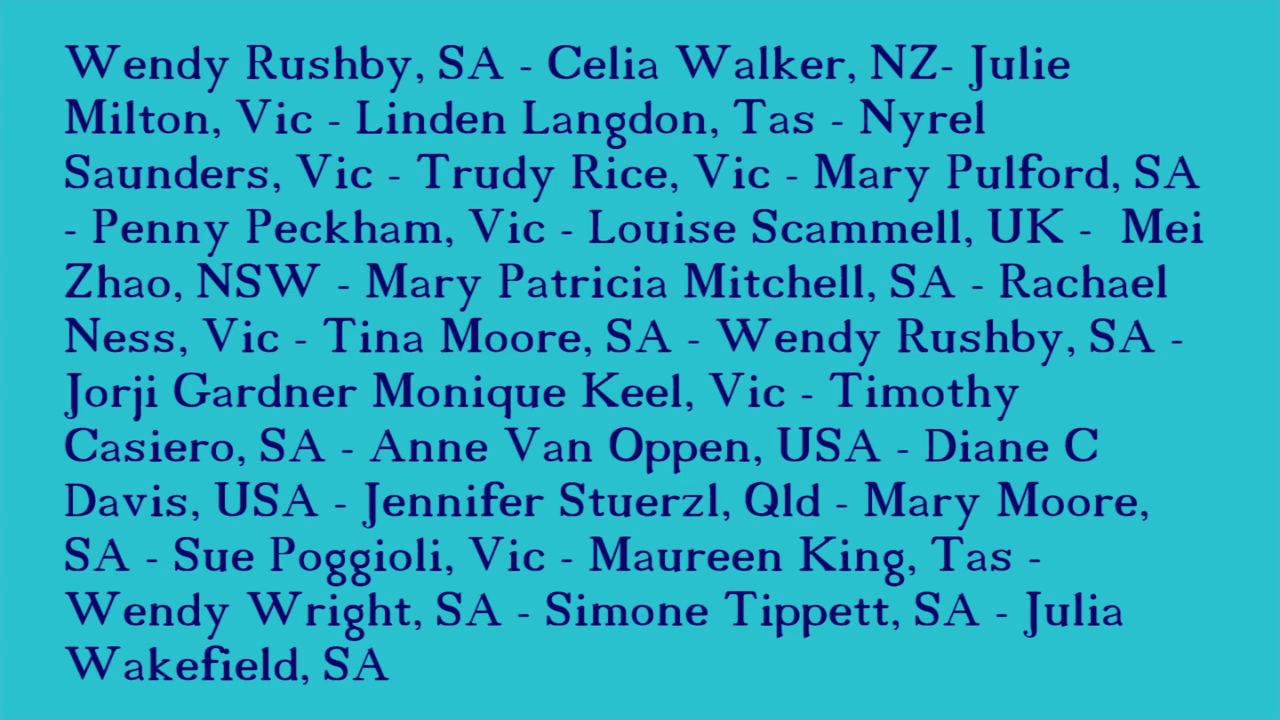 Wendy Rushby, SA - Celia Walker, NZ- Julie
Milton, Vic - Linden Langdon, Tas - Nyrel
Saunders, Vic - Trudy Rice, Vic - Mary Pulford, SA
- Penny Peckham, Vic - Louise Scammell, UK -  Mei
Zhao, NSW - Mary Patricia Mitchell, SA - Rachael
Ness, Vic - Tina Moore, SA - Wendy Rushby, SA -
Jorji Gardner Monique Keel, Vic - Timothy
Casiero, SA - Anne Van Oppen, USA - Diane C
Davis, USA - Jennifer Stuerzl, Qld - Mary Moore,
SA - Sue Poggioli, Vic - Maureen King, Tas -
Wendy Wright, SA - Simone Tippett, SA - Julia
Wakefield, SA